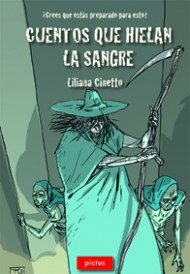 ¡Crees que estás preparado para esto!
CUENTOS QUE HIELAN
LA SANGRE
Liliana Cinetto
pictus